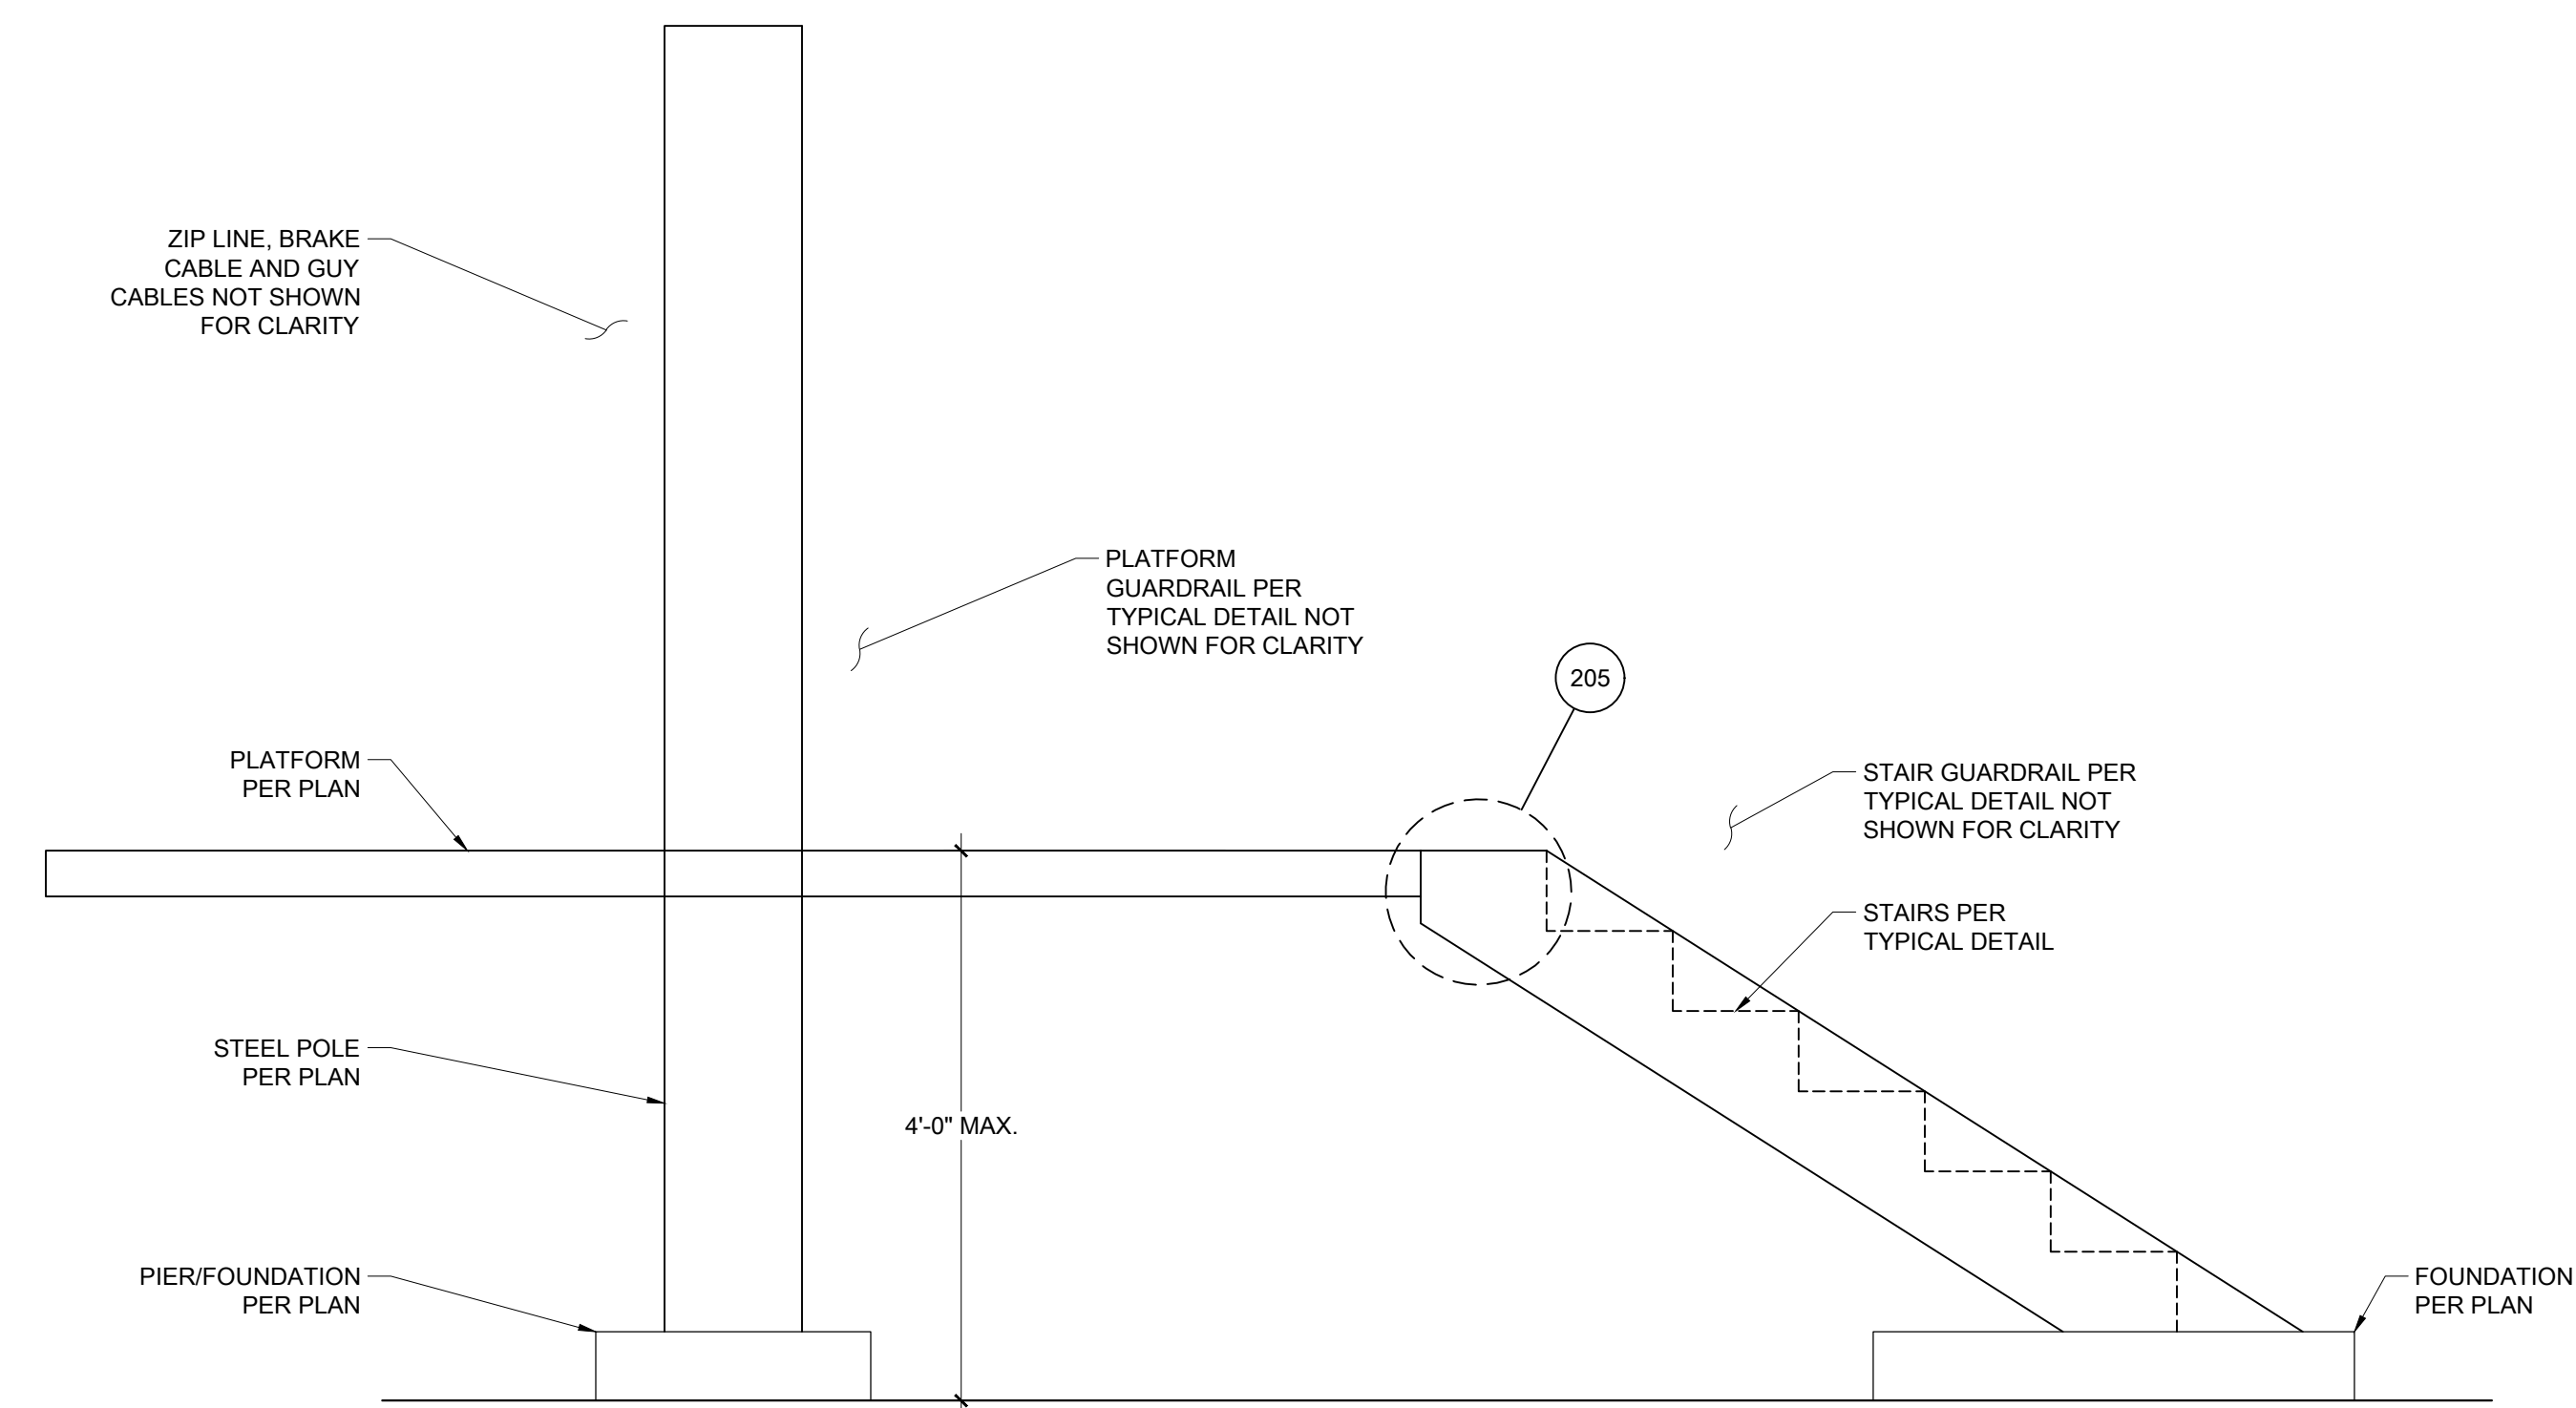 ZIP LINE, BRAKE
CABLE AND GUY
CABLES NOT SHOWN
FOR CLARITY
PLATFORM
GUARDRAIL PER
TYPICAL DETAIL NOT
SHOWN FOR CLARITY
205
PLATFORM
PER PLAN
STAIR GUARDRAIL PER
TYPICAL DETAIL NOT
SHOWN FOR CLARITY
STAIRS PER
TYPICAL DETAIL
STEEL POLE
PER PLAN
4'-0" MAX.
PIER/FOUNDATION
PER PLAN
FOUNDATION
PER PLAN